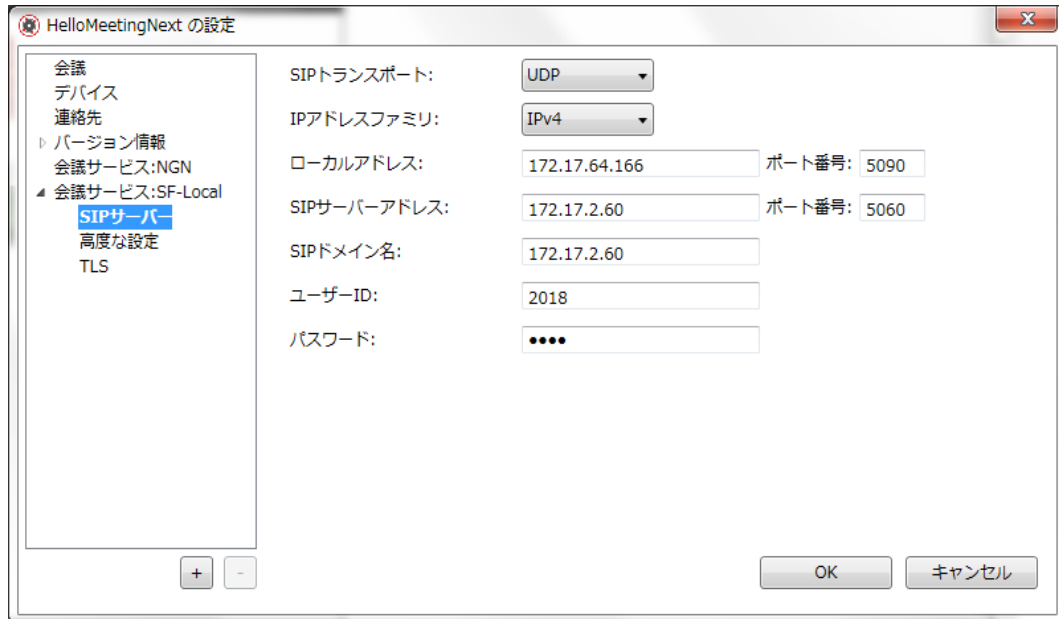 HelloMeetingNext の設定
会議
デバイス
連絡先
バージョン情報
会議サービス:NGN
会議サービス:SF-Local
SIPサーバー
高度な設定
TLS
+ -
SIPトランスポート: UDP
IPアドレスファミリ: IPv4
ローカルアドレス: 172.17.64.166 ポート番号: 5090
SIPサーバーアドレス: 172.17.2.60 ポート番号: 5060
SIPドメイン名: 172.17.2.60
ユーザーID: 2018
パスワード: ●●●●
OK キャンセル